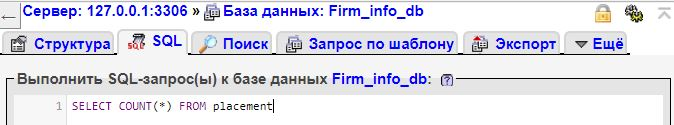 Сервер: 127.0.0.1:3306 » База данных: Firm_info_db
Структура SQL Поиск Запрос по шаблону Экспорт Ещё
Выполнить SQL-запрос(ы) к базе данных Firm_info_db:
1 SELECT COUNT(*) FROM placement